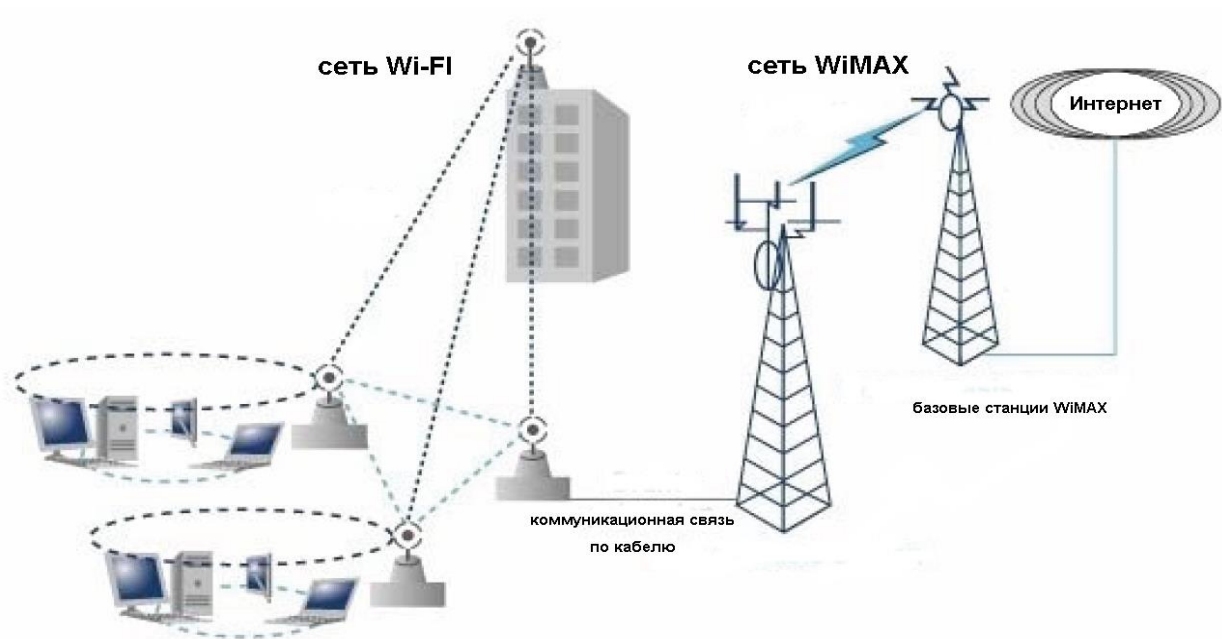 сеть Wi-FI
сеть WiMAX
Интернет
базовые станции WiMAX
коммуникационная связь
по кабелю